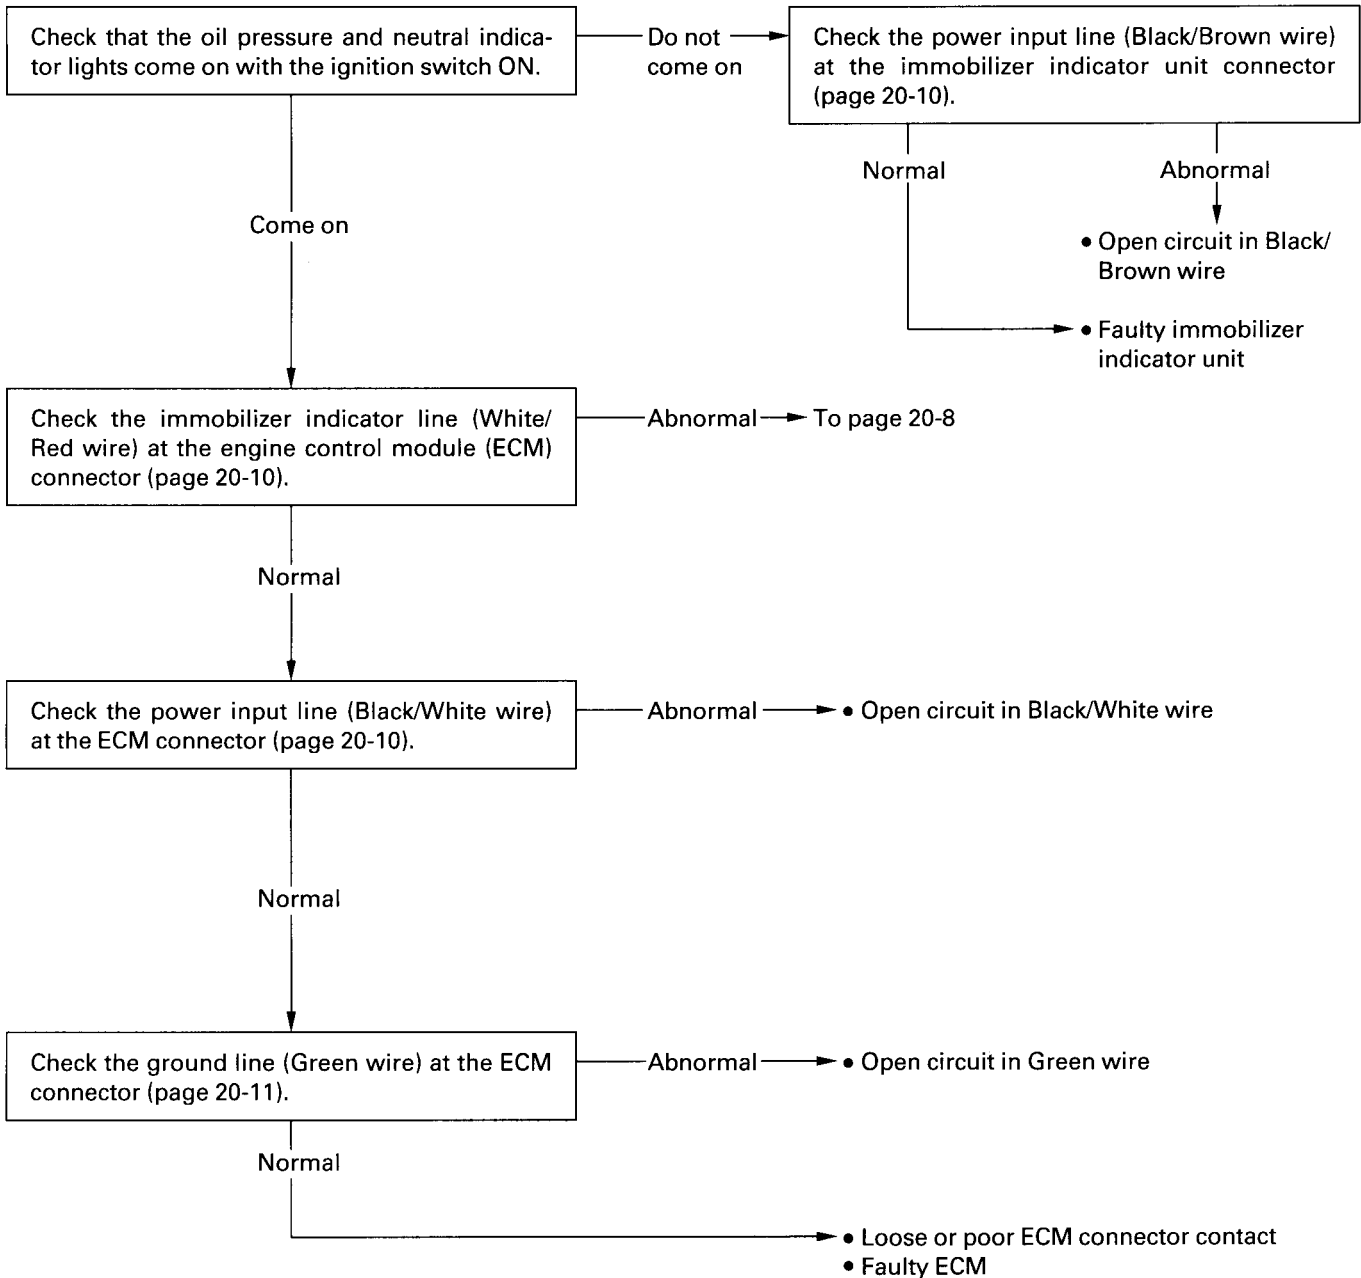 Check that the oil pressure and neutral indica-
tor lights come on with the ignition switch ON.
Do not
come on
Check the power input line (Black/Brown wire)
at the immobilizer indicator unit connector
(page 20-10).
Normal
Abnormal
Come on
• Open circuit in Black/
Brown wire
• Faulty immobilizer
indicator unit
Check the immobilizer indicator line (White/
Red wire) at the engine control module (ECM)
connector (page 20-10).
Abnormal
To page 20-8
Normal
Check the power input line (Black/White wire)
at the ECM connector (page 20-10).
Abnormal
• Open circuit in Black/White wire
Normal
Check the ground line (Green wire) at the ECM
connector (page 20-11).
Abnormal
• Open circuit in Green wire
Normal
• Loose or poor ECM connector contact
• Faulty ECM